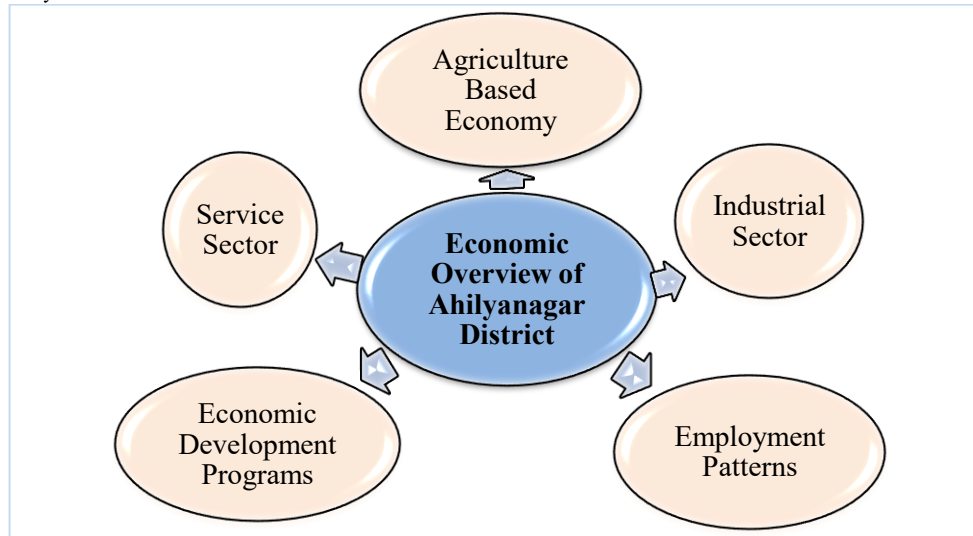 Agriculture
Based
Economy
Service
Sector
Industrial
Sector
Economic
Overview of
Ahilyanagar
District
Economic
Development
Programs
Employment
Patterns